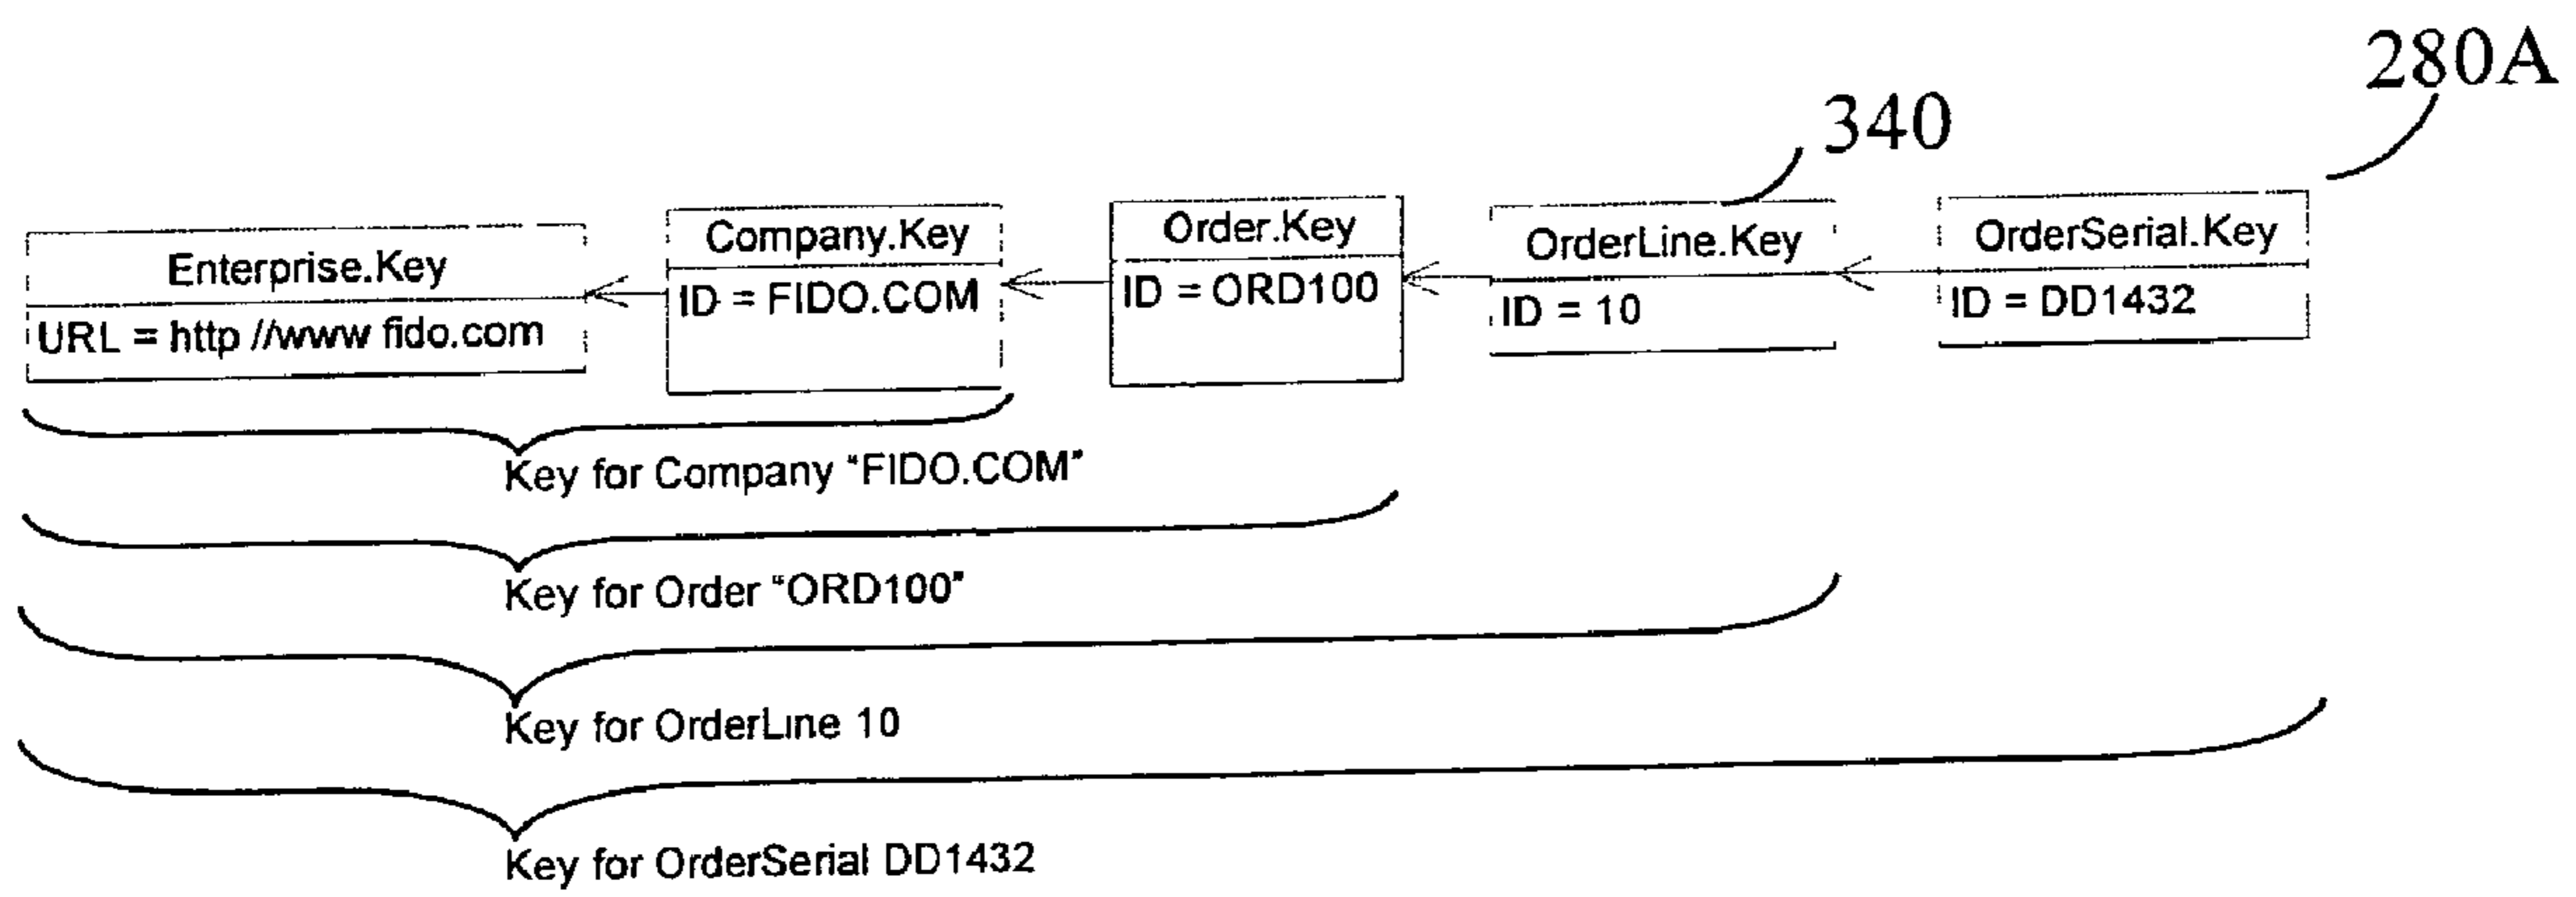 280A
340
Enterprise.Key
URL = http //www fido.com
Company.Key
ID = FIDO.COM
Order.Key
ID = ORD100
OrderLine.Key
ID = 10
OrderSerial.Key
ID = DD1432
Key for Company "FIDO.COM"
Key for Order "ORD100"
Key for OrderLine 10
Key for OrderSerial DD1432